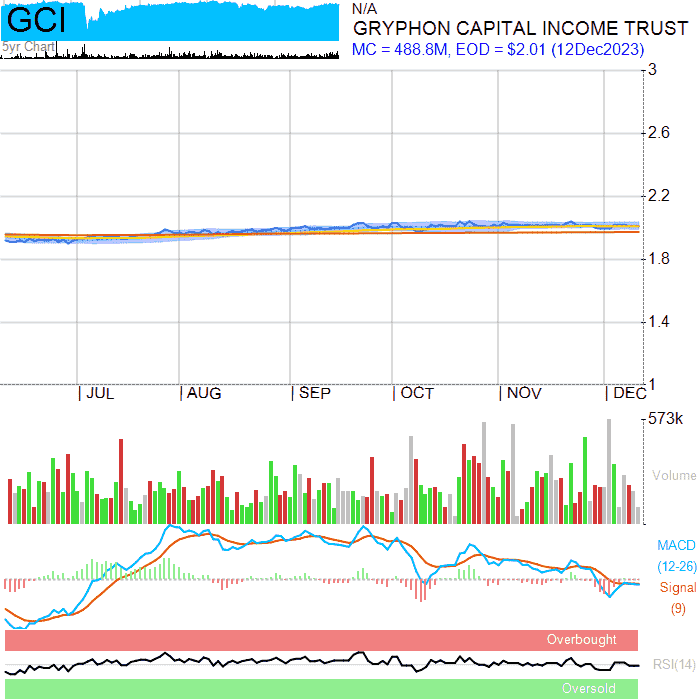 GCI
5yr Chart
N/A
GRYPHON CAPITAL INCOME TRUST
MC = 488.8M, EOD = $2.01 (12Dec2023)
3
2.6
2.2
1.8
1.4
1
| JUL | AUG | SEP | OCT | NOV | DEC
573k
Volume
MACD
(12-26)
Signal
(9)
Overbought
RSI(14)
Oversold